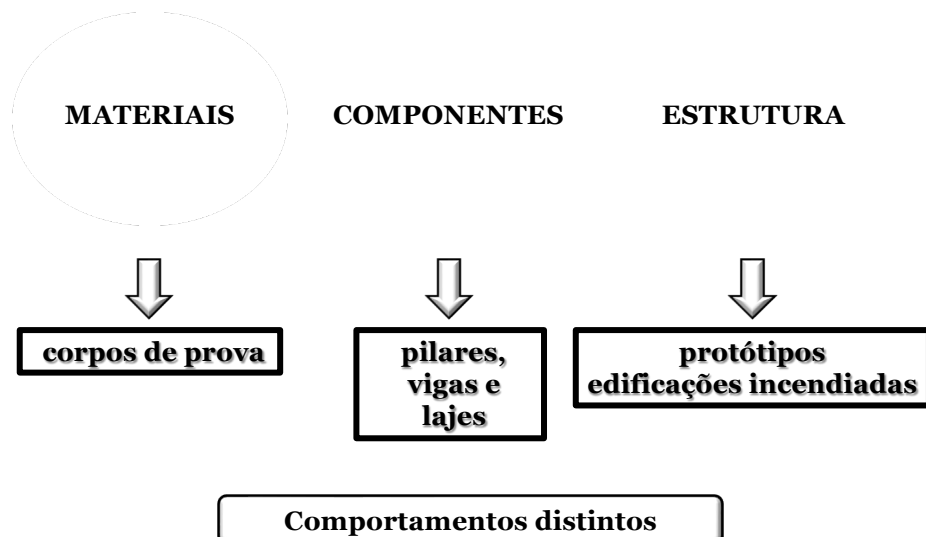 MATERIAIS
COMPONENTES
ESTRUTURA
corpos de prova
pilares,
vigas e
lajes
protótipos
edificações incendiadas
Comportamentos distintos